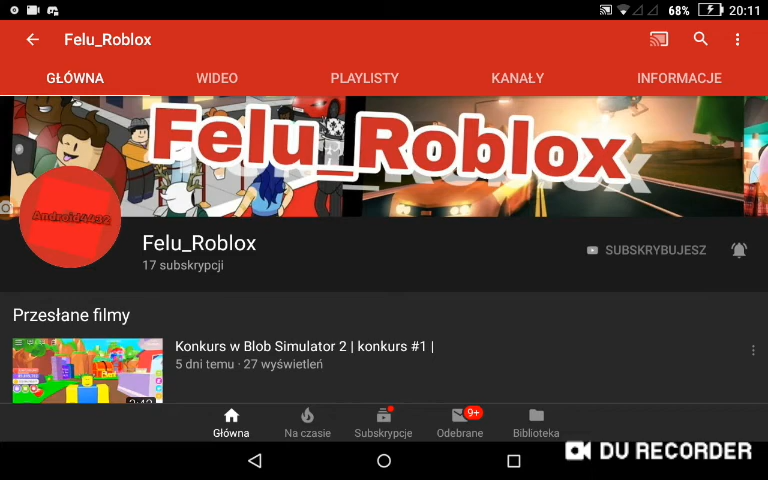 68% 20:11
Felu_Roblox
GŁÓWNA WIDEO PLAYLISTY KANAŁY INFORMACJE
Felu_Roblox
Android4432
Felu_Roblox
17 subskrypcji
SUBSKRYBUJESZ
Przesłane filmy
Konkurs w Blob Simulator 2 | konkurs #1 |
5 dni temu · 27 wyświetleń
9+
Główna Na czasie Subskrypcje Odebrane Biblioteka
DU RECORDER